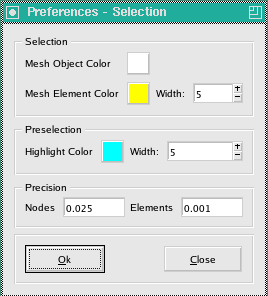 Preferences - Selection
Selection
Mesh Object Color
Mesh Element Color Width: 5
Preselection
Highlight Color Width: 5
Precision
Nodes 0.025 Elements 0.001
Ok Close